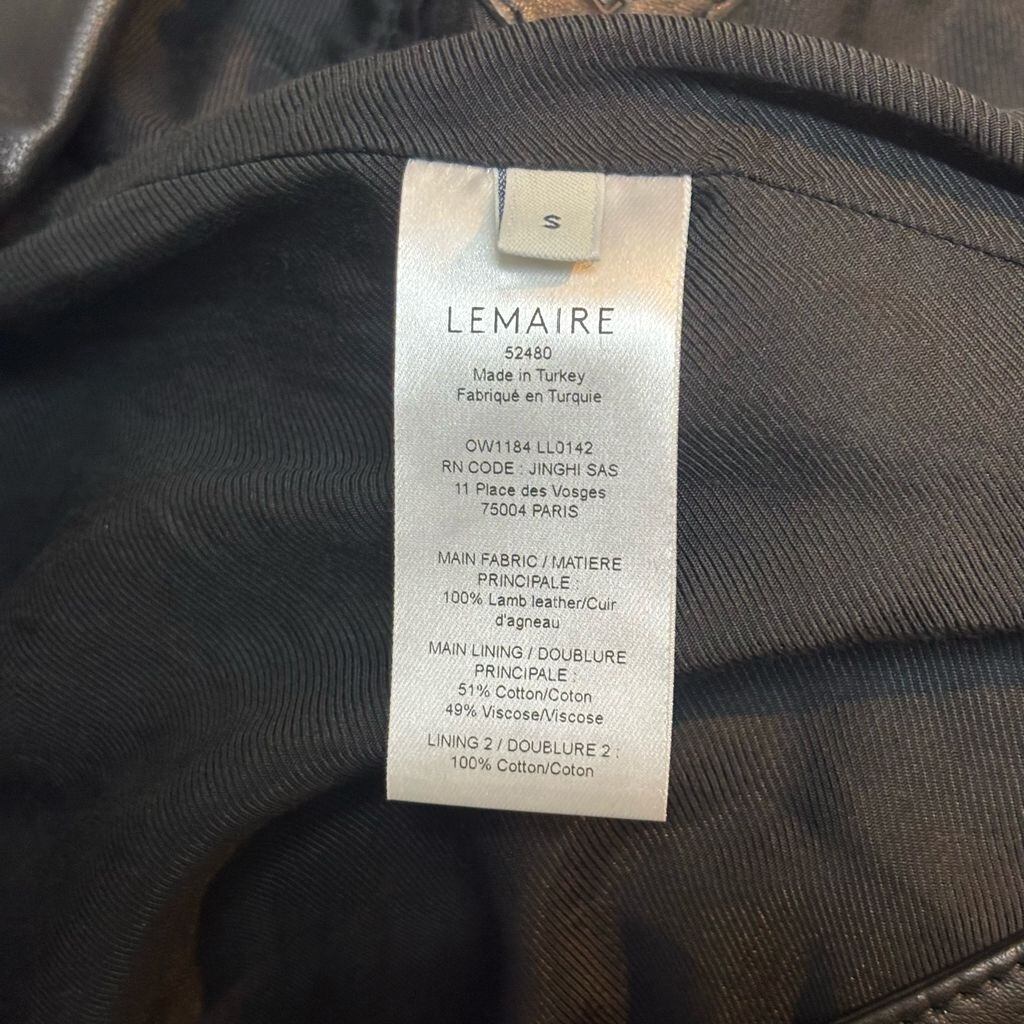 S
LEMAIRE
52480
Made in Turkey
Fabriqué en Turquie
OW1184 LL0142
RN CODE : JINGHI SAS
11 Place des Vosges
75004 PARIS
MAIN FABRIC / MATIERE
PRINCIPALE :
100% Lamb leather/Cuir
d'agneau
MAIN LINING / DOUBLURE
PRINCIPALE :
51% Cotton/Coton
49% Viscose/Viscose
LINING 2 / DOUBLURE 2 :
100% Cotton/Coton